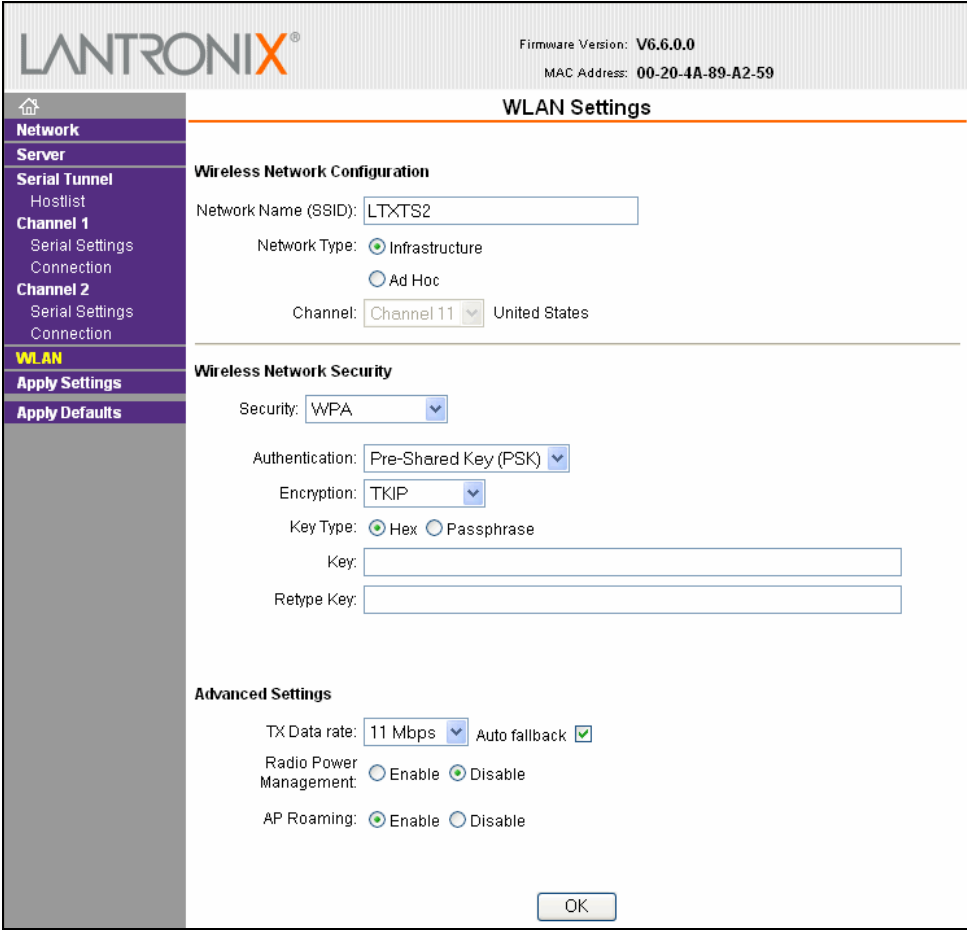 LANTRONIX®
Firmware Version: V6.6.0.0
MAC Address: 00-20-4A-89-A2-59
Network
Server
Serial Tunnel
Hostlist
Channel 1
Serial Settings
Connection
Channel 2
Serial Settings
Connection
WLAN
Apply Settings
Apply Defaults
WLAN Settings
Wireless Network Configuration
Network Name (SSID): LTXTS2
Network Type: Infrastructure
Ad Hoc
Channel: Channel 11 United States
Wireless Network Security
Security: WPA
Authentication: Pre-Shared Key (PSK)
Encryption: TKIP
Key Type: Hex Passphrase
Key:
Retype Key:
Advanced Settings
TX Data rate: 11 Mbps Auto fallback
Radio Power
Management: Enable Disable
AP Roaming: Enable Disable
OK